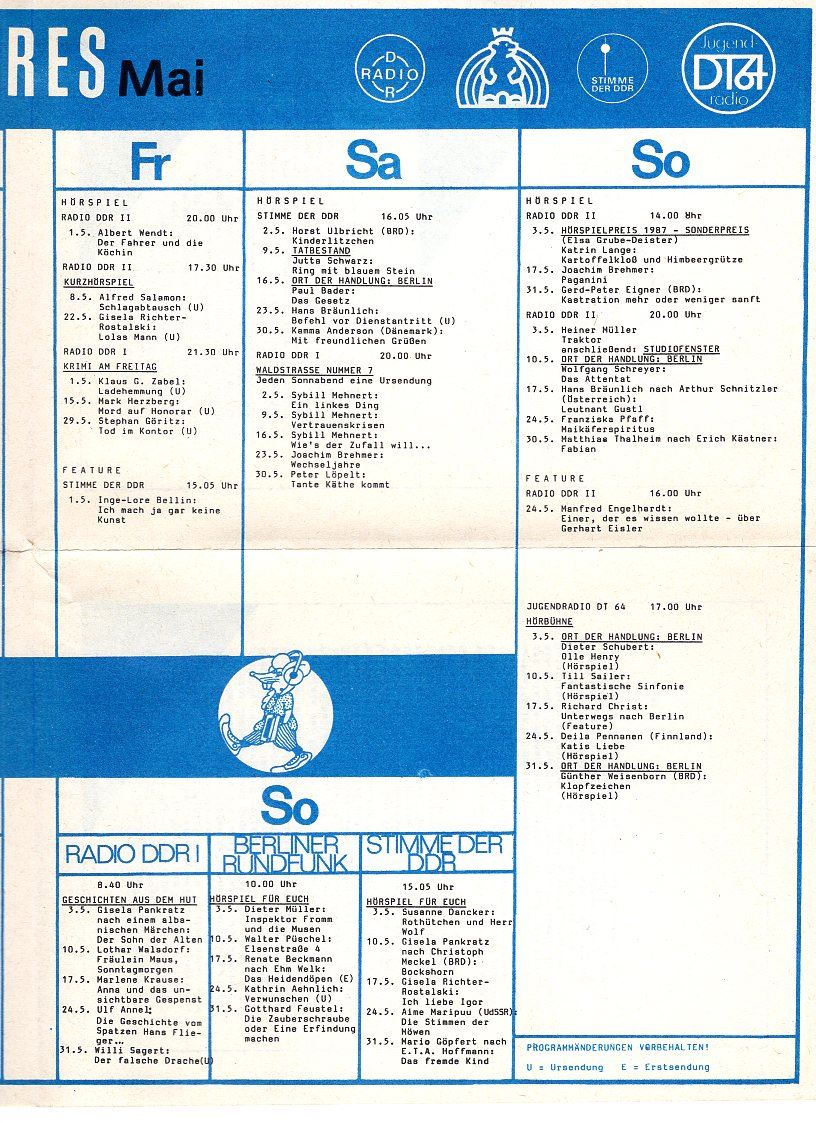 RES Mai
RADIO DDR
STIMME
DER DDR
Jugend-
DT64
radio
Fr
HÖRSPIEL
RADIO DDR II 20.00 Uhr
1.5. Albert Wendt:
Der Fahrer und die
Köchin
RADIO DDR II 17.30 Uhr
KURZHÖRSPIEL
8.5. Alfred Salamon:
Schlagabtausch (U)
22.5. Gisela Richter-
Rostalski:
Lolas Mann (U)
RADIO DDR I 21.30 Uhr
KRIMI AM FREITAG
1.5. Klaus G. Zabel:
Ladehemmung (U)
15.5. Mark Herzberg:
Mord auf Honorar (U)
29.5. Stephan Göritz:
Tod im Kontor (U)
FEATURE
STIMME DER DDR 15.05 Uhr
1.5. Inge-Lore Bellin:
Ich mach ja gar keine
Kunst
Sa
HÖRSPIEL
STIMME DER DDR 16.05 Uhr
2.5. Horst Ulbricht (BRD):
Kinderlitzchen
9.5. TATBESTAND
Jutta Schwarz:
Ring mit blauem Stein
16.5. ORT DER HANDLUNG: BERLIN
Paul Bader:
Das Gesetz
23.5. Hans Bräunlich:
Befehl vor Dienstantritt (U)
30.5. Kamma Anderson (Dänemark):
Mit freundlichen Grüßen
RADIO DDR I 20.00 Uhr
WALDSTRASSE NUMMER 7
Jeden Sonnabend eine Ursendung
2.5. Sybill Mehnert:
Ein linkes Ding
9.5. Sybill Mehnert:
Vertrauenskrisen
16.5. Sybill Mehnert:
Wie's der Zufall will...
23.5. Joachim Brehmer:
Wechseljahre
30.5. Peter Löpelt:
Tante Käthe kommt
So
HÖRSPIEL
RADIO DDR II 14.00 Uhr
3.5. HÖRSPIELPREIS 1987 - SONDERPREIS
(Elsa Grube-Deister)
Katrin Lange:
Kartoffelkloß und Himbeergrütze
17.5. Joachim Brehmer:
Paganini
31.5. Gerd-Peter Eigner (BRD):
Kastration mehr oder weniger sanft
RADIO DDR II 20.00 Uhr
3.5. Heiner Müller
Traktor
anschließend: STUDIOFENSTER
10.5. ORT DER HANDLUNG: BERLIN
Wolfgang Schreyer:
Das Attentat
17.5. Hans Bräunlich nach Arthur Schnitzler
(Österreich):
Leutnant Gustl
24.5. Franziska Pfaff:
Maikäferspiritus
30.5. Matthias Thalheim nach Erich Kästner:
Fabian
FEATURE
RADIO DDR II 16.00 Uhr
24.5. Manfred Engelhardt:
Einer, der es wissen wollte - über
Gerhart Eisler
JUGENDRADIO DT 64 17.00 Uhr
HÖRBÜHNE
3.5. ORT DER HANDLUNG: BERLIN
Dieter Schubert:
Olle Henry
(Hörspiel)
10.5. Till Sailer:
Fantastische Sinfonie
(Hörspiel)
17.5. Richard Christ:
Unterwegs nach Berlin
(Feature)
24.5. Deila Pennanen (Finnland):
Katis Liebe
(Hörspiel)
31.5. ORT DER HANDLUNG: BERLIN
Günther Weisenborn (BRD):
Klopfzeichen
(Hörspiel)
So
RADIO DDR I
8.40 Uhr
GESCHICHTEN AUS DEM HUT
3.5. Gisela Pankratz
nach einem alba-
nischen Märchen:
Der Sohn der Alten
10.5. Lothar Walsdorf:
Fräulein Maus,
Sonntagmorgen
17.5. Marlene Krause:
Anna und das un-
sichtbare Gespenst
24.5. Ulf Annel:
Die Geschichte vom
Spatzen Hans Flie-
ger...
31.5. Willi Sagert:
Der falsche Drache(U)
BERLINER
RUNDFUNK
10.00 Uhr
HÖRSPIEL FÜR EUCH
3.5. Dieter Müller:
Inspektor Fromm
und die Musen
10.5. Walter Püschel:
Elsenstraße 4
17.5. Renate Beckmann
nach Ehm Welk:
Das Heidendöpen (E)
24.5. Kathrin Aehnlich:
Verwunschen (U)
31.5. Gotthard Feustel:
Die Zauberschraube
oder Eine Erfindung
machen
STIMME DER
DDR
15.05 Uhr
HÖRSPIEL FÜR EUCH
3.5. Susanne Dancker:
Rothütchen und Herr
Wolf
10.5. Gisela Pankratz
nach Christoph
Meckel (BRD):
Bockshorn
17.5. Gisela Richter-
Rostalski:
Ich liebe Igor
24.5. Aime Maripuu (UdSSR):
Die Stimmen der
Möwen
31.5. Mario Göpfert nach
E.T.A. Hoffmann:
Das fremde Kind
PROGRAMMÄNDERUNGEN VORBEHALTEN!
U = Ursendung E = Erstsendung